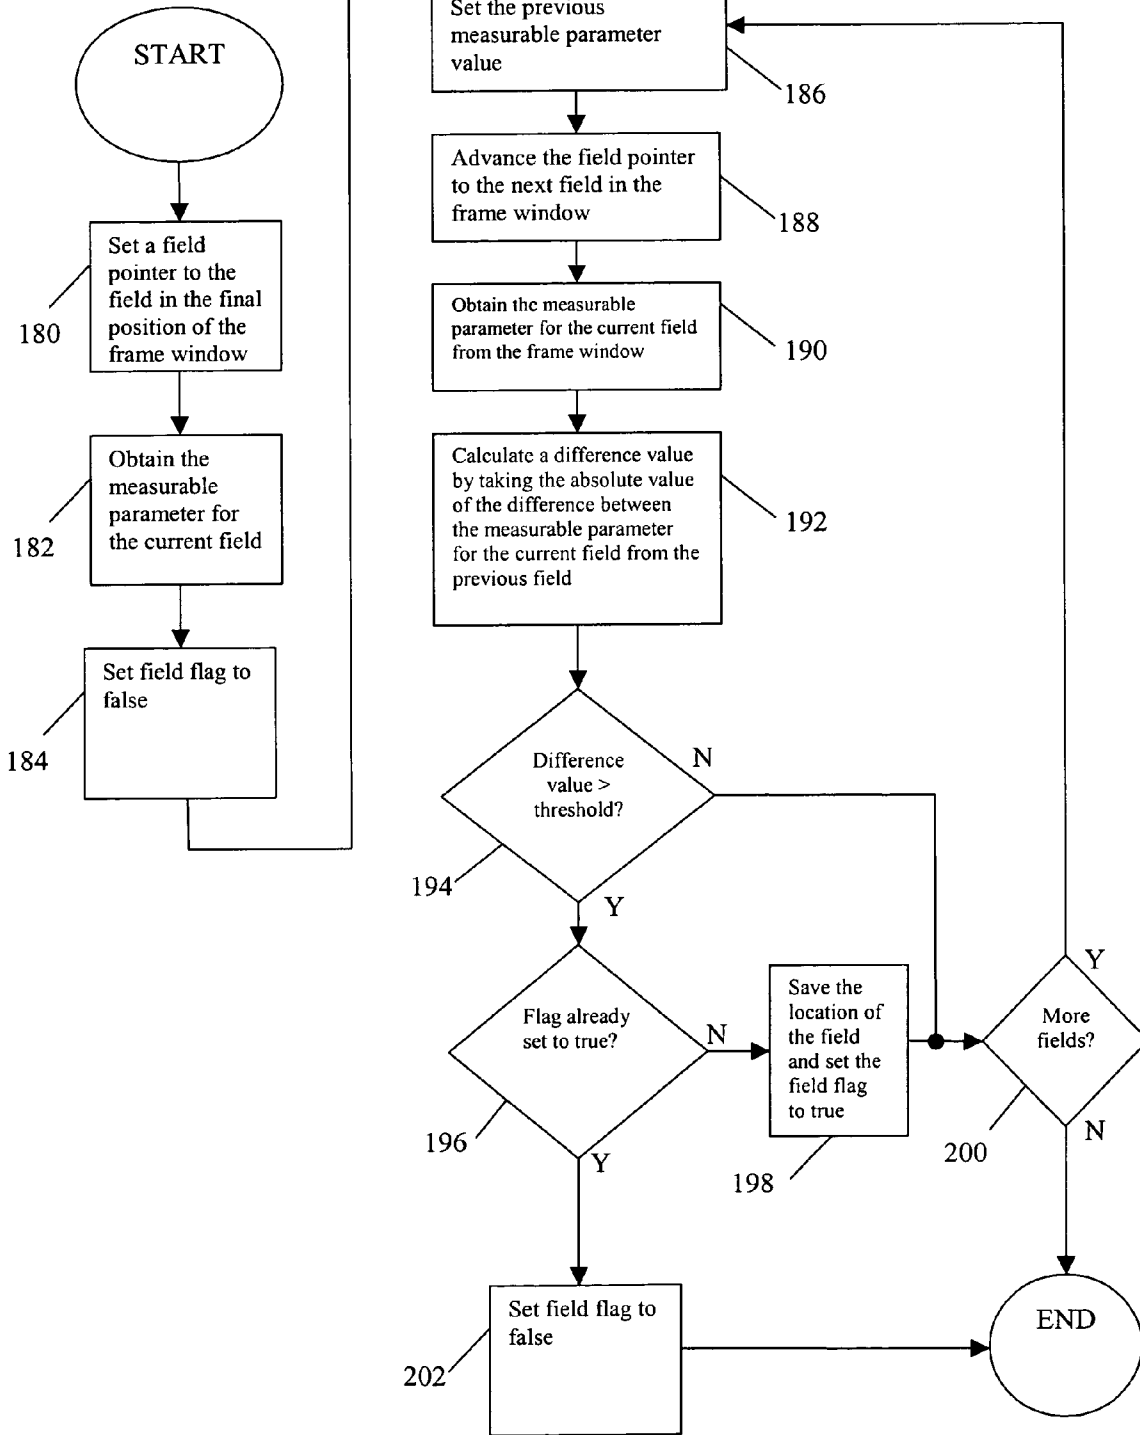 START
Set a field
pointer to the
field in the final
position of the
frame window
180
Obtain the
measurable
parameter for
the current field
182
Set field flag to
false
184
Set the previous
measurable parameter
value
186
Advance the field pointer
to the next field in the
frame window
188
Obtain the measurable
parameter for the current field
from the frame window
190
Calculate a difference value
by taking the absolute value
of the difference between
the measurable parameter
for the current field from the
previous field
192
Difference
value >
threshold?
N
194
Y
Flag already
set to true?
N
196
Y
Save the
location of
the field
and set the
field flag
to true
198
More
fields?
Y
200
N
Set field flag to
false
202
END